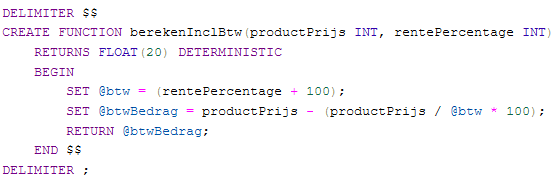 DELIMITER $$
CREATE FUNCTION berekenInclBtw(productPrijs INT, rentePercentage INT)
    RETURNS FLOAT(20) DETERMINISTIC
    BEGIN
        SET @btw = (rentePercentage + 100);
        SET @btwBedrag = productPrijs - (productPrijs / @btw * 100);
        RETURN @btwBedrag;
    END $$
DELIMITER ;